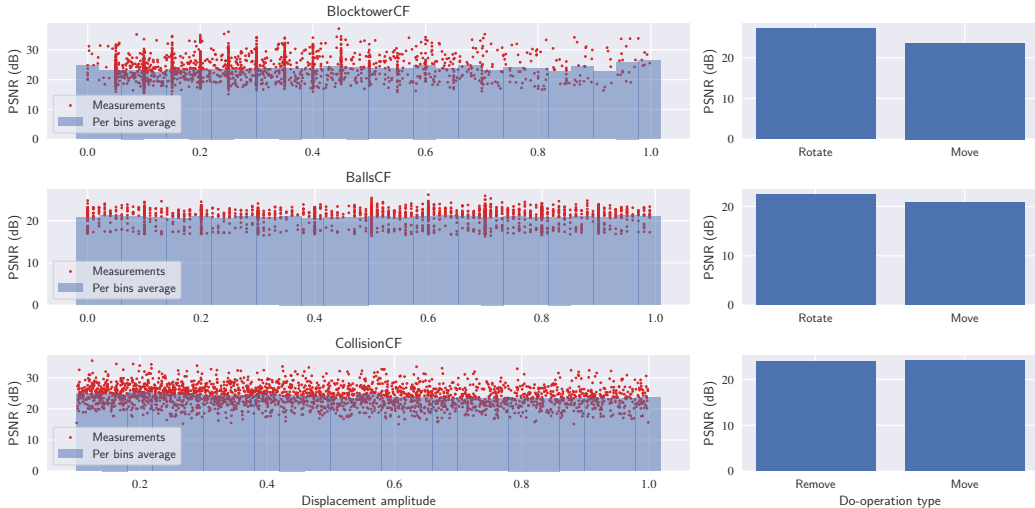 BlocktowerCF
PSNR (dB)
30
20
10
0
Measurements
Per bins average
0.0 0.2 0.4 0.6 0.8 1.0
20
10
0
Rotate Move
BallsCF
PSNR (dB)
20
10
0
Measurements
Per bins average
0.0 0.2 0.4 0.6 0.8 1.0
PSNR (dB)
20
10
0
Rotate Move
CollisionCF
PSNR (dB)
30
20
10
0
Measurements
Per bins average
0.2 0.4 0.6 0.8 1.0
Displacement amplitude
PSNR (dB)
20
10
0
Remove Move
Do-operation type
PSNR (dB)